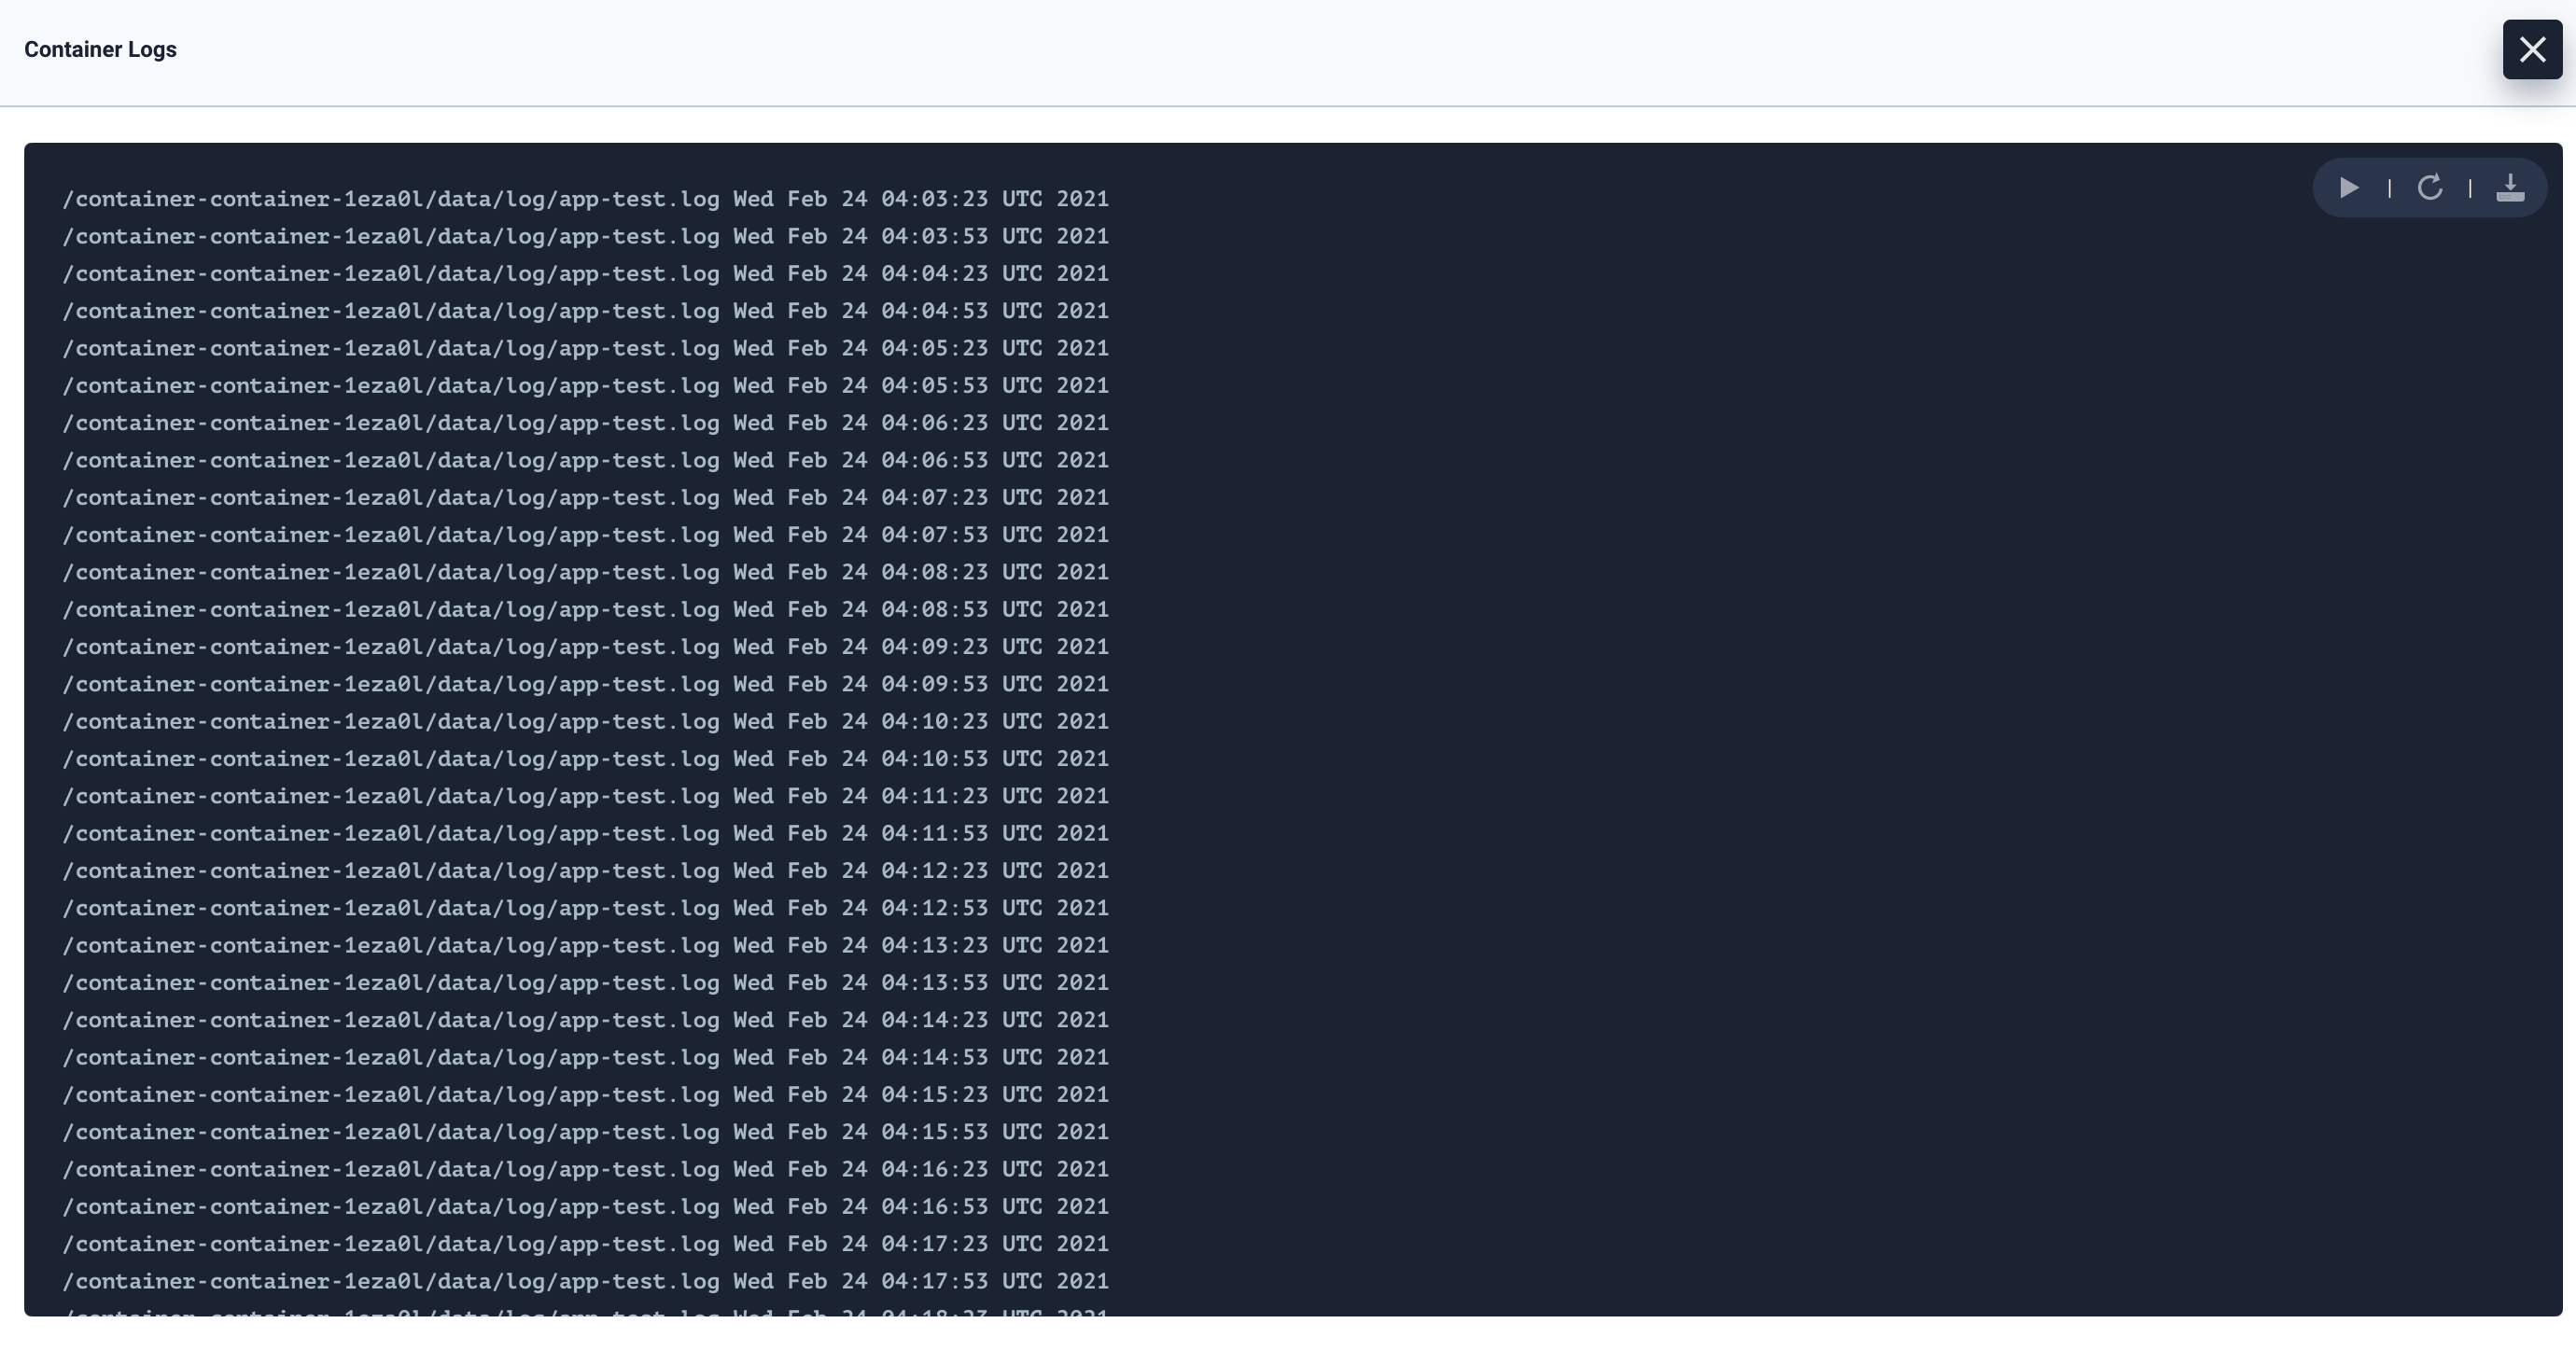 Container Logs
/container-container-1eza0l/data/log/app-test.log Wed Feb 24 04:03:23 UTC 2021
/container-container-1eza0l/data/log/app-test.log Wed Feb 24 04:03:53 UTC 2021
/container-container-1eza0l/data/log/app-test.log Wed Feb 24 04:04:23 UTC 2021
/container-container-1eza0l/data/log/app-test.log Wed Feb 24 04:04:53 UTC 2021
/container-container-1eza0l/data/log/app-test.log Wed Feb 24 04:05:23 UTC 2021
/container-container-1eza0l/data/log/app-test.log Wed Feb 24 04:05:53 UTC 2021
/container-container-1eza0l/data/log/app-test.log Wed Feb 24 04:06:23 UTC 2021
/container-container-1eza0l/data/log/app-test.log Wed Feb 24 04:06:53 UTC 2021
/container-container-1eza0l/data/log/app-test.log Wed Feb 24 04:07:23 UTC 2021
/container-container-1eza0l/data/log/app-test.log Wed Feb 24 04:07:53 UTC 2021
/container-container-1eza0l/data/log/app-test.log Wed Feb 24 04:08:23 UTC 2021
/container-container-1eza0l/data/log/app-test.log Wed Feb 24 04:08:53 UTC 2021
/container-container-1eza0l/data/log/app-test.log Wed Feb 24 04:09:23 UTC 2021
/container-container-1eza0l/data/log/app-test.log Wed Feb 24 04:09:53 UTC 2021
/container-container-1eza0l/data/log/app-test.log Wed Feb 24 04:10:23 UTC 2021
/container-container-1eza0l/data/log/app-test.log Wed Feb 24 04:10:53 UTC 2021
/container-container-1eza0l/data/log/app-test.log Wed Feb 24 04:11:23 UTC 2021
/container-container-1eza0l/data/log/app-test.log Wed Feb 24 04:11:53 UTC 2021
/container-container-1eza0l/data/log/app-test.log Wed Feb 24 04:12:23 UTC 2021
/container-container-1eza0l/data/log/app-test.log Wed Feb 24 04:12:53 UTC 2021
/container-container-1eza0l/data/log/app-test.log Wed Feb 24 04:13:23 UTC 2021
/container-container-1eza0l/data/log/app-test.log Wed Feb 24 04:13:53 UTC 2021
/container-container-1eza0l/data/log/app-test.log Wed Feb 24 04:14:23 UTC 2021
/container-container-1eza0l/data/log/app-test.log Wed Feb 24 04:14:53 UTC 2021
/container-container-1eza0l/data/log/app-test.log Wed Feb 24 04:15:23 UTC 2021
/container-container-1eza0l/data/log/app-test.log Wed Feb 24 04:15:53 UTC 2021
/container-container-1eza0l/data/log/app-test.log Wed Feb 24 04:16:23 UTC 2021
/container-container-1eza0l/data/log/app-test.log Wed Feb 24 04:16:53 UTC 2021
/container-container-1eza0l/data/log/app-test.log Wed Feb 24 04:17:23 UTC 2021
/container-container-1eza0l/data/log/app-test.log Wed Feb 24 04:17:53 UTC 2021